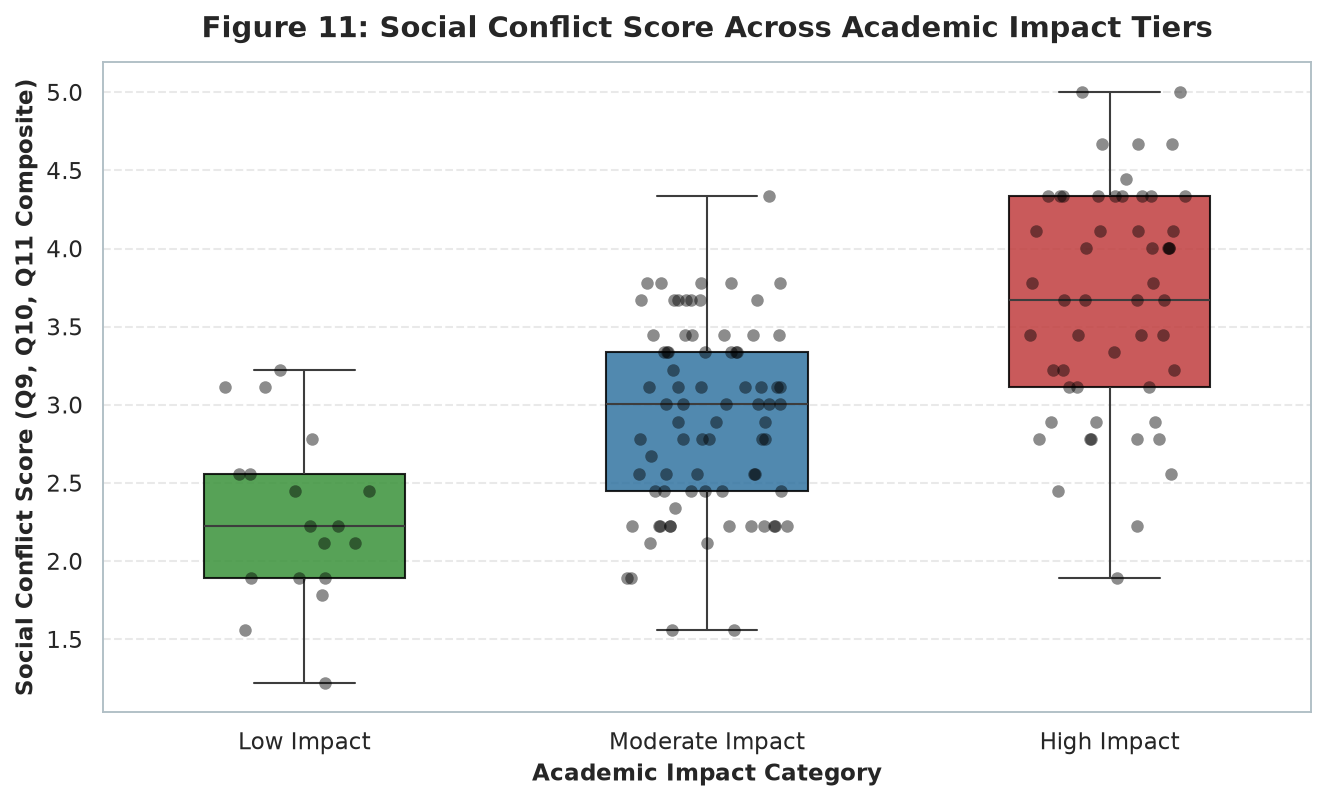 Figure 11: Social Conflict Score Across Academic Impact Tiers
Social Conflict Score (Q9, Q10, Q11 Composite)
5.0
4.5
4.0
3.5
3.0
2.5
2.0
1.5
Low Impact
Moderate Impact
High Impact
Academic Impact Category